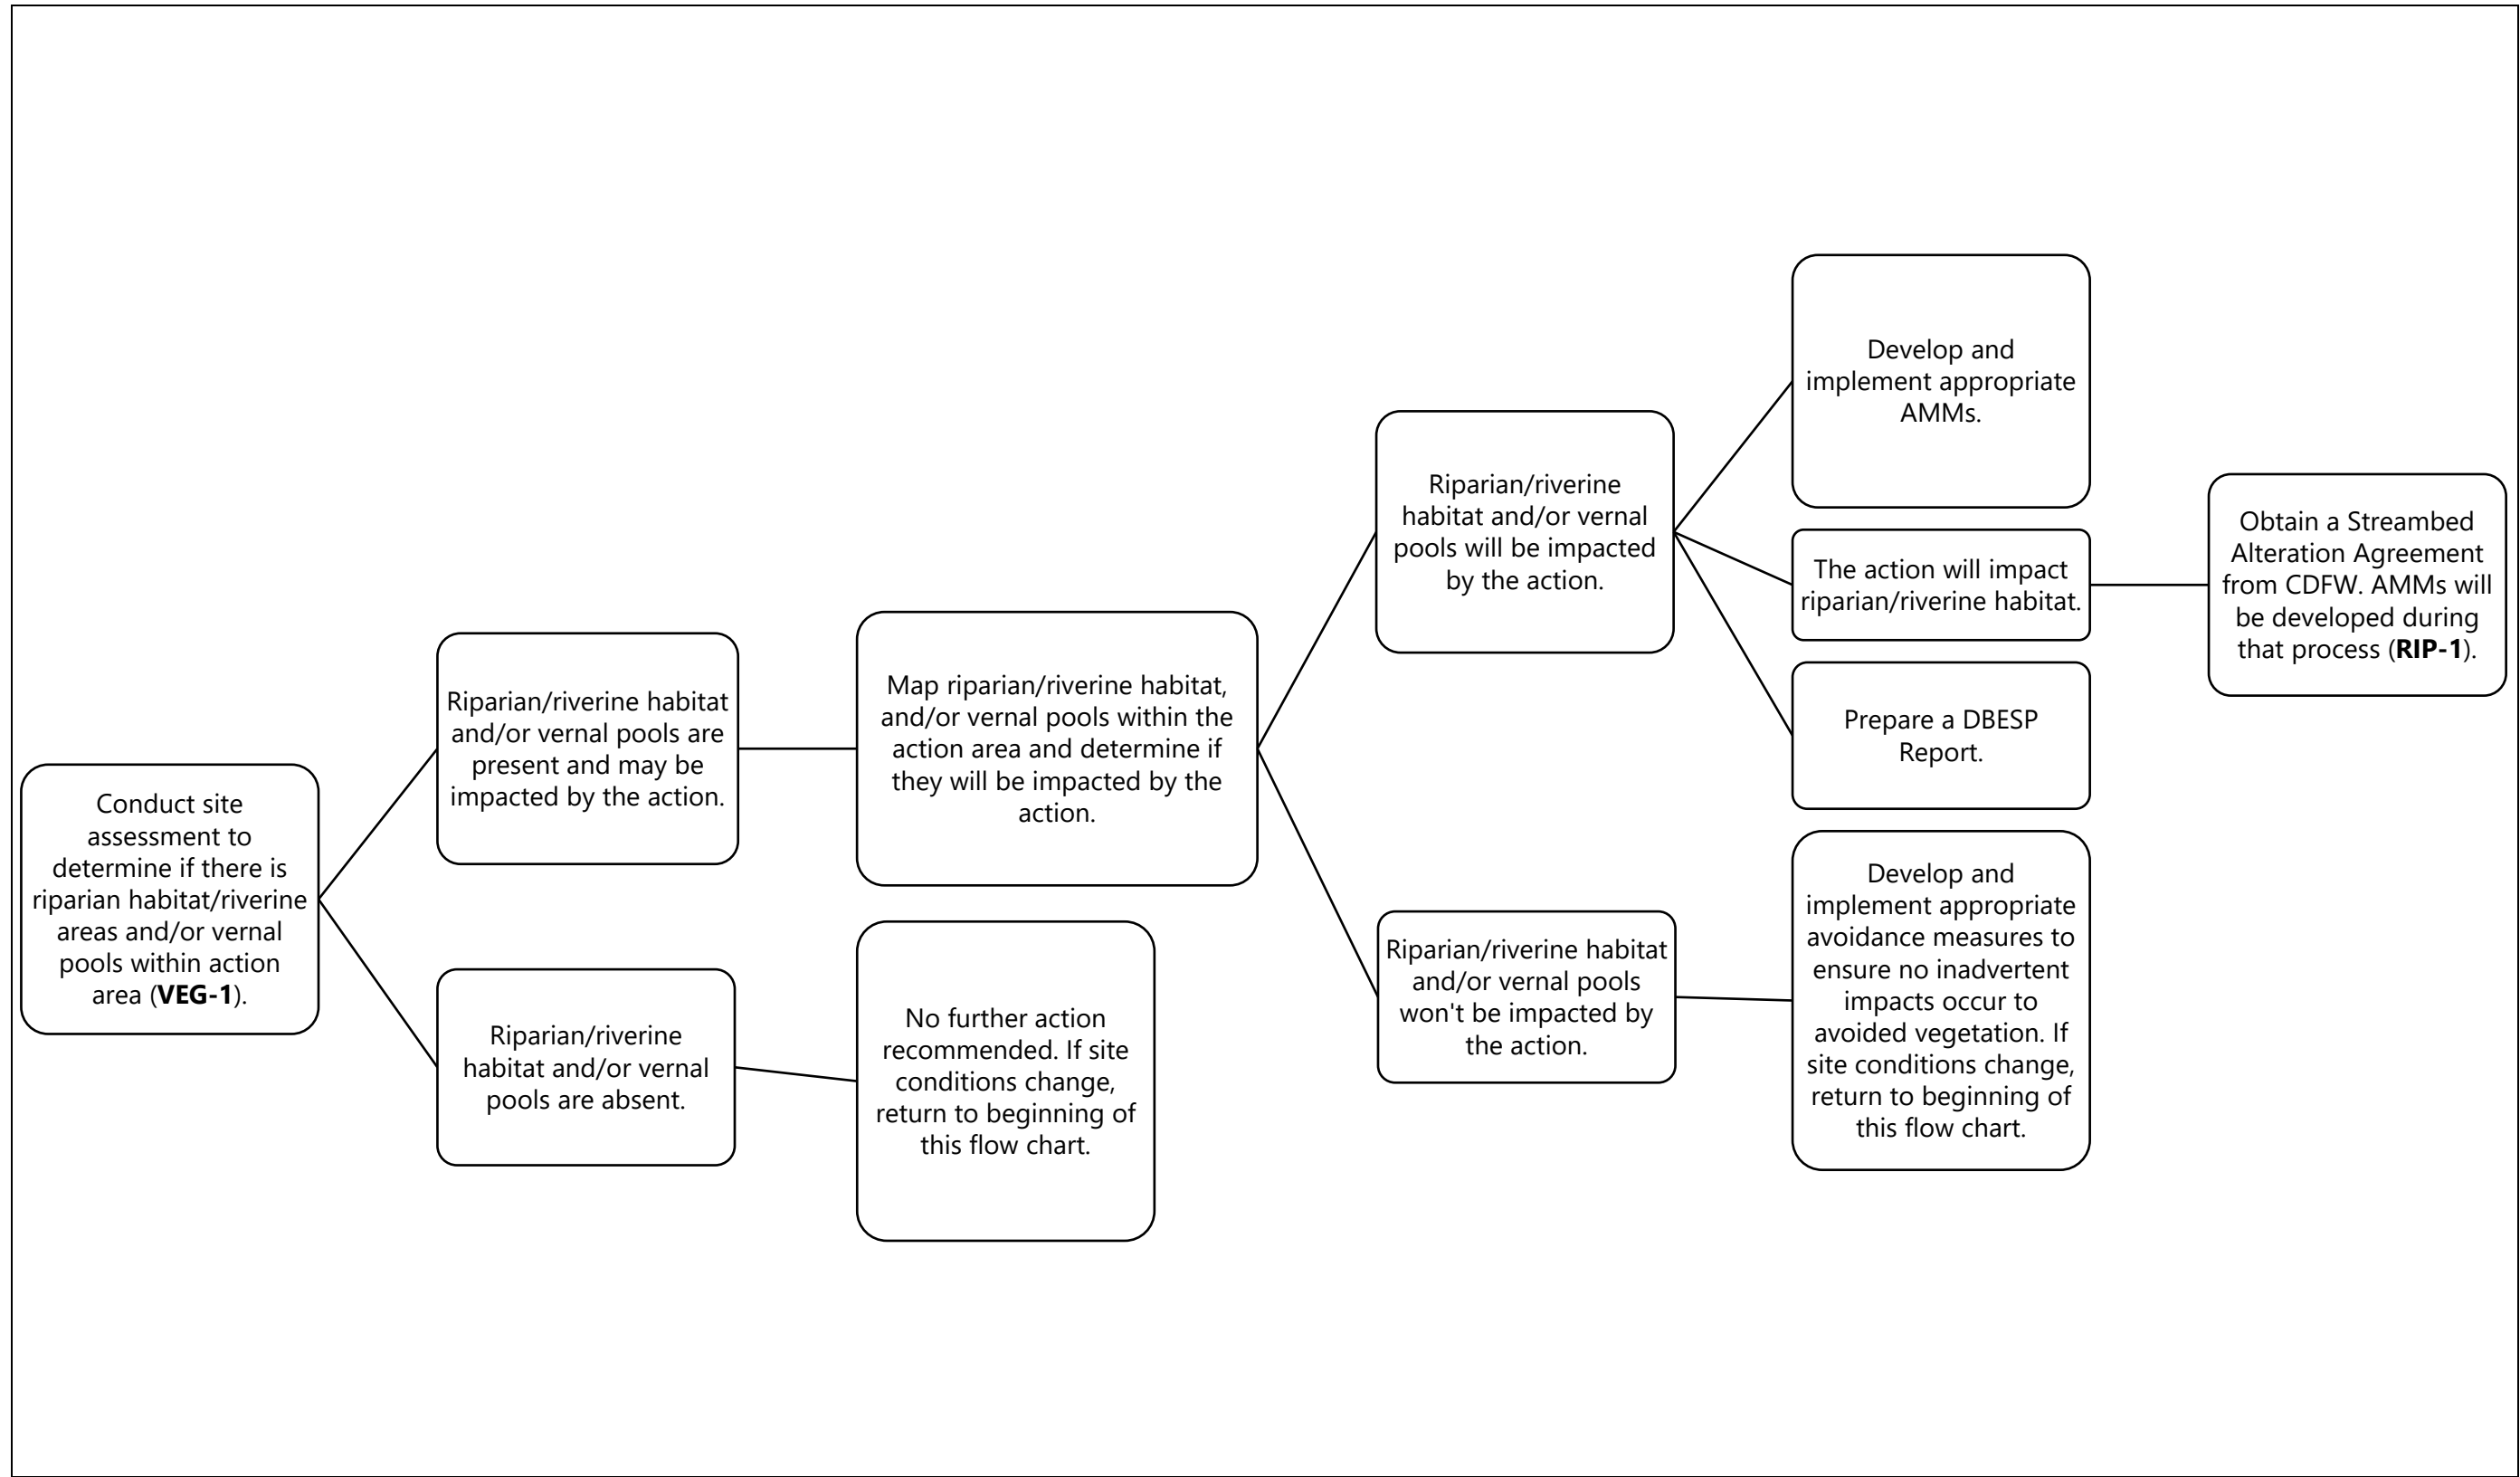 Conduct site
assessment to
determine if there is
riparian habitat/riverine
areas and/or vernal
pools within action
area (VEG-1).
Riparian/riverine habitat
and/or vernal pools are
present and may be
impacted by the action.
Map riparian/riverine habitat,
and/or vernal pools within the
action area and determine if
they will be impacted by the
action.
Riparian/riverine
habitat and/or vernal
pools will be impacted
by the action.
Develop and
implement appropriate
AMMs.
The action will impact
riparian/riverine habitat.
Obtain a Streambed
Alteration Agreement
from CDFW. AMMs will
be developed during
that process (RIP-1).
Prepare a DBESP
Report.
Riparian/riverine habitat
and/or vernal pools
won't be impacted by
the action.
Develop and
implement appropriate
avoidance measures to
ensure no inadvertent
impacts occur to
avoided vegetation. If
site conditions change,
return to beginning of
this flow chart.
Riparian/riverine
habitat and/or vernal
pools are absent.
No further action
recommended. If site
conditions change,
return to beginning of
this flow chart.